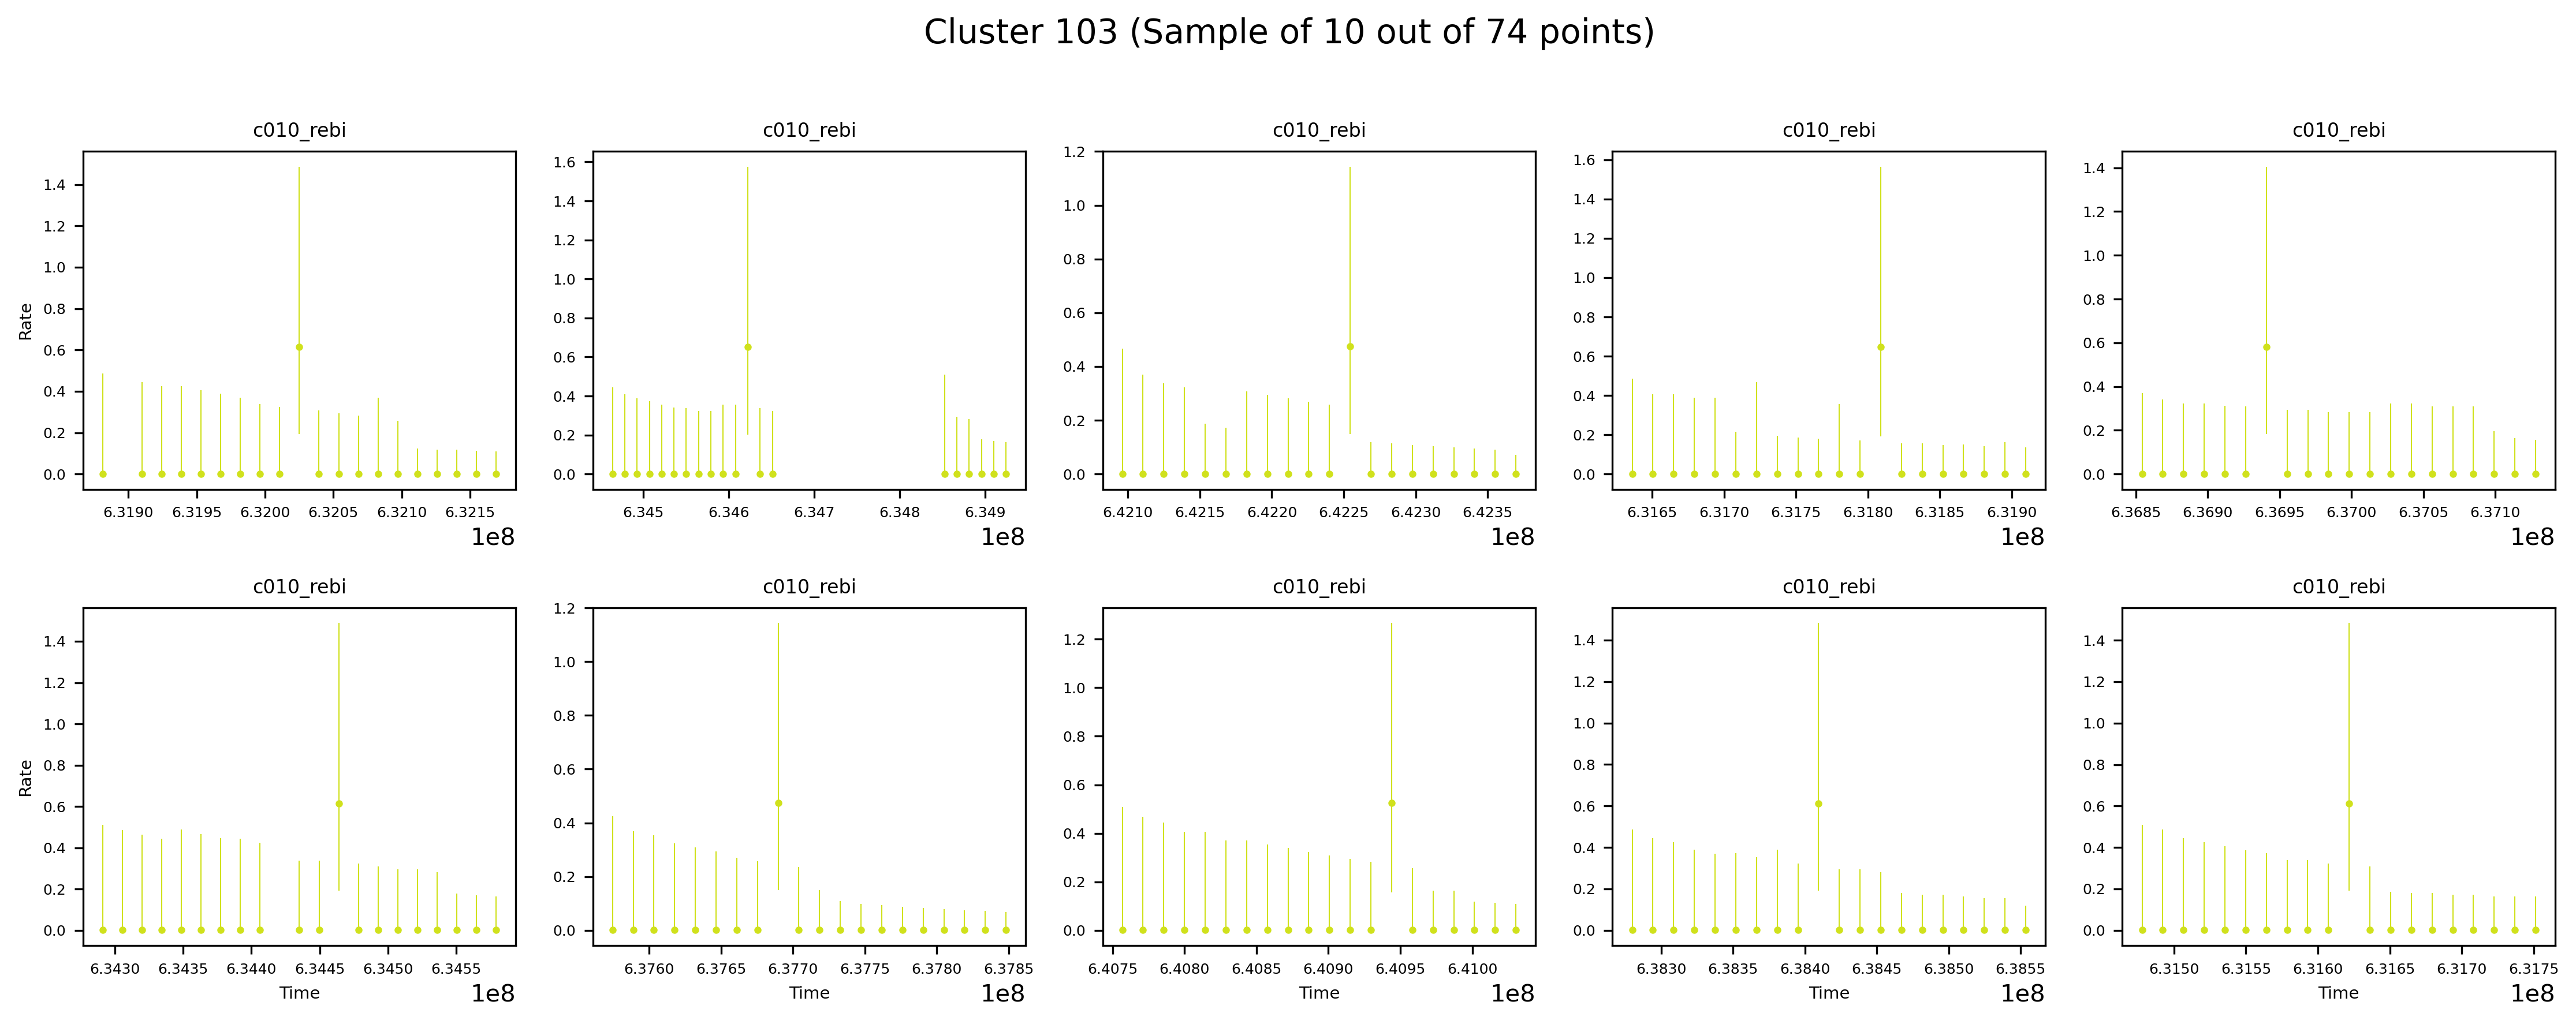 Cluster 103 (Sample of 10 out of 74 points)
c010_rebi c010_rebi c010_rebi c010_rebi c010_rebi
Rate
1.4 1.2 1.0 0.8 0.6 0.4 0.2 0.0
6.3190 6.3195 6.3200 6.3205 6.3210 6.3215
1e8
1.6 1.4 1.2 1.0 0.8 0.6 0.4 0.2 0.0
6.345 6.346 6.347 6.348 6.349
1e8
1.2 1.0 0.8 0.6 0.4 0.2 0.0
6.4210 6.4215 6.4220 6.4225 6.4230 6.4235
1e8
1.6 1.4 1.2 1.0 0.8 0.6 0.4 0.2 0.0
6.3165 6.3170 6.3175 6.3180 6.3185 6.3190
1e8
1.4 1.2 1.0 0.8 0.6 0.4 0.2 0.0
6.3685 6.3690 6.3695 6.3700 6.3705 6.3710
1e8
c010_rebi c010_rebi c010_rebi c010_rebi c010_rebi
Rate
1.4 1.2 1.0 0.8 0.6 0.4 0.2 0.0
6.3430 6.3435 6.3440 6.3445 6.3450 6.3455
Time 1e8
1.2 1.0 0.8 0.6 0.4 0.2 0.0
6.3760 6.3765 6.3770 6.3775 6.3780 6.3785
Time 1e8
1.2 1.0 0.8 0.6 0.4 0.2 0.0
6.4075 6.4080 6.4085 6.4090 6.4095 6.4100
Time 1e8
1.4 1.2 1.0 0.8 0.6 0.4 0.2 0.0
6.3830 6.3835 6.3840 6.3845 6.3850 6.3855
Time 1e8
1.4 1.2 1.0 0.8 0.6 0.4 0.2 0.0
6.3150 6.3155 6.3160 6.3165 6.3170 6.3175
Time 1e8